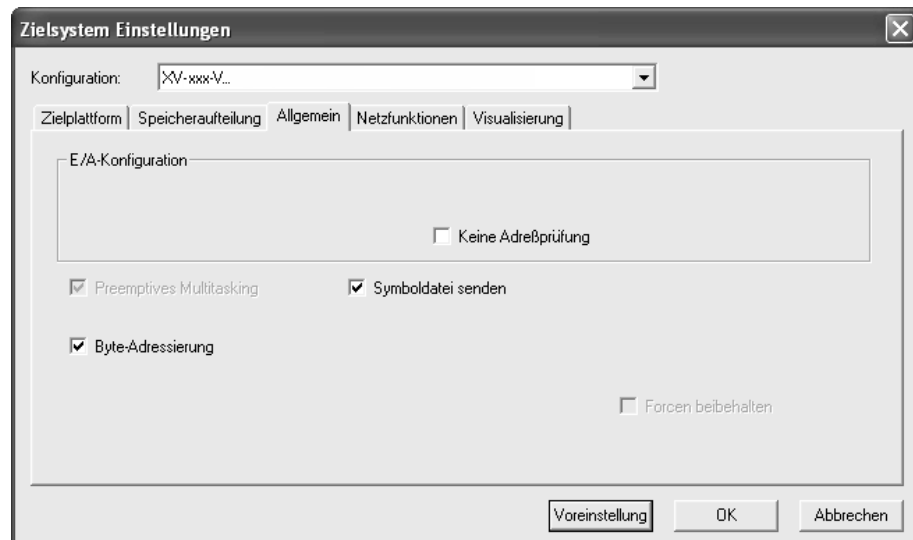 Zielsystem Einstellungen
Konfiguration: XV-xxx-V...
Zielplattform Speicheraufteilung Allgemein Netzfunktionen Visualisierung
E/A-Konfiguration
Keine Adreßprüfung
Preemptives Multitasking Symboldatei senden
Byte-Adressierung
Forcen beibehalten
Voreinstellung OK Abbrechen